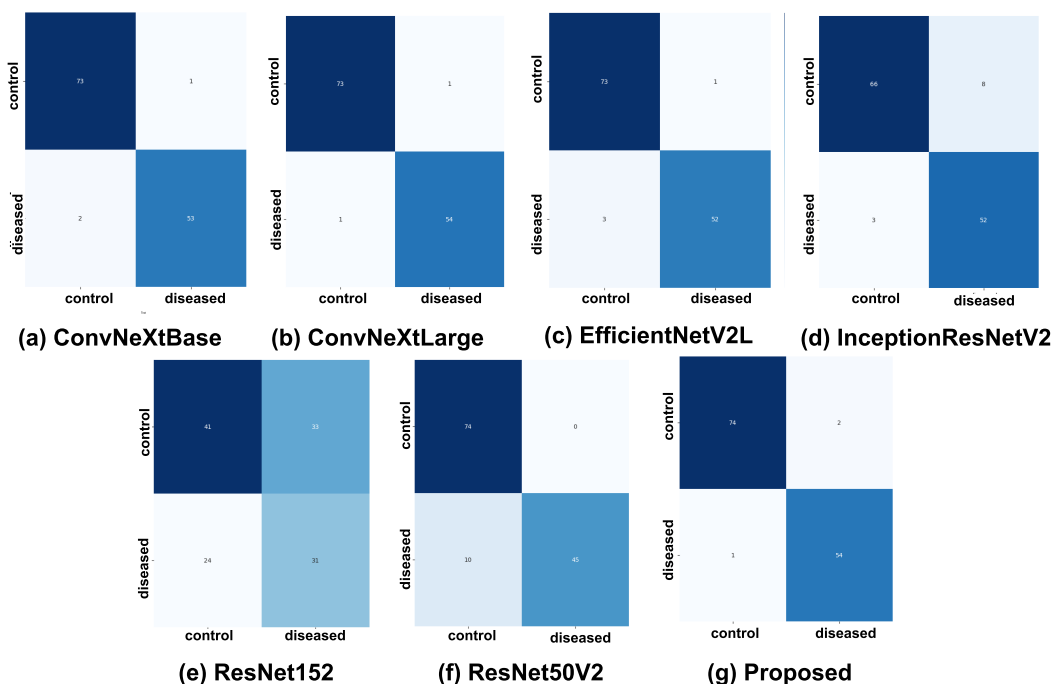 control
73
1
diseased
2
53
control
diseased
(a) ConvNeXtBase
control
73
1
diseased
1
54
control
diseased
(b) ConvNeXtLarge
control
73
1
diseased
3
52
control
diseased
(c) EfficientNetV2L
control
66
8
diseased
3
52
control
diseased
(d) InceptionResNetV2
control
41
33
diseased
24
31
control
diseased
(e) ResNet152
control
74
0
diseased
10
45
control
diseased
(f) ResNet50V2
control
74
2
diseased
1
54
control
diseased
(g) Proposed